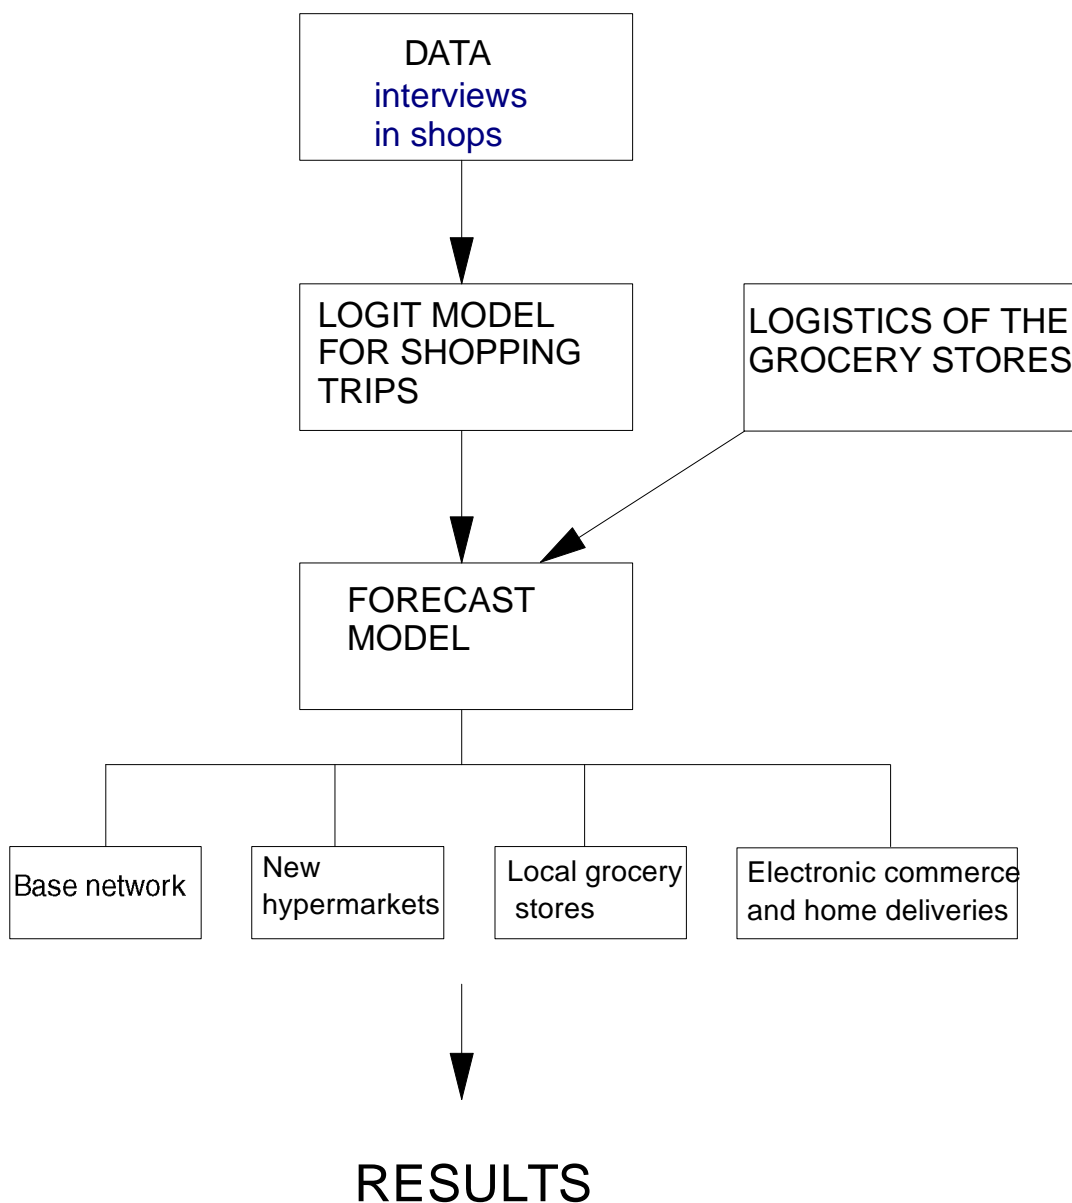 DATA
interviews
in shops
LOGIT MODEL
FOR SHOPPING
TRIPS
LOGISTICS OF THE
GROCERY STORES
FORECAST
MODEL
Base network
New
hypermarkets
Local grocery
stores
Electronic commerce
and home deliveries
RESULTS